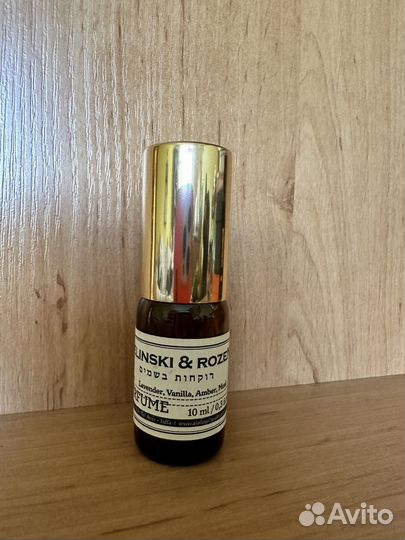 LINSKI & ROZE
רוקחות בשמים
Lavender, Vanilla, Amber, Mus
RFUME 10 ml / 0,3
Avito